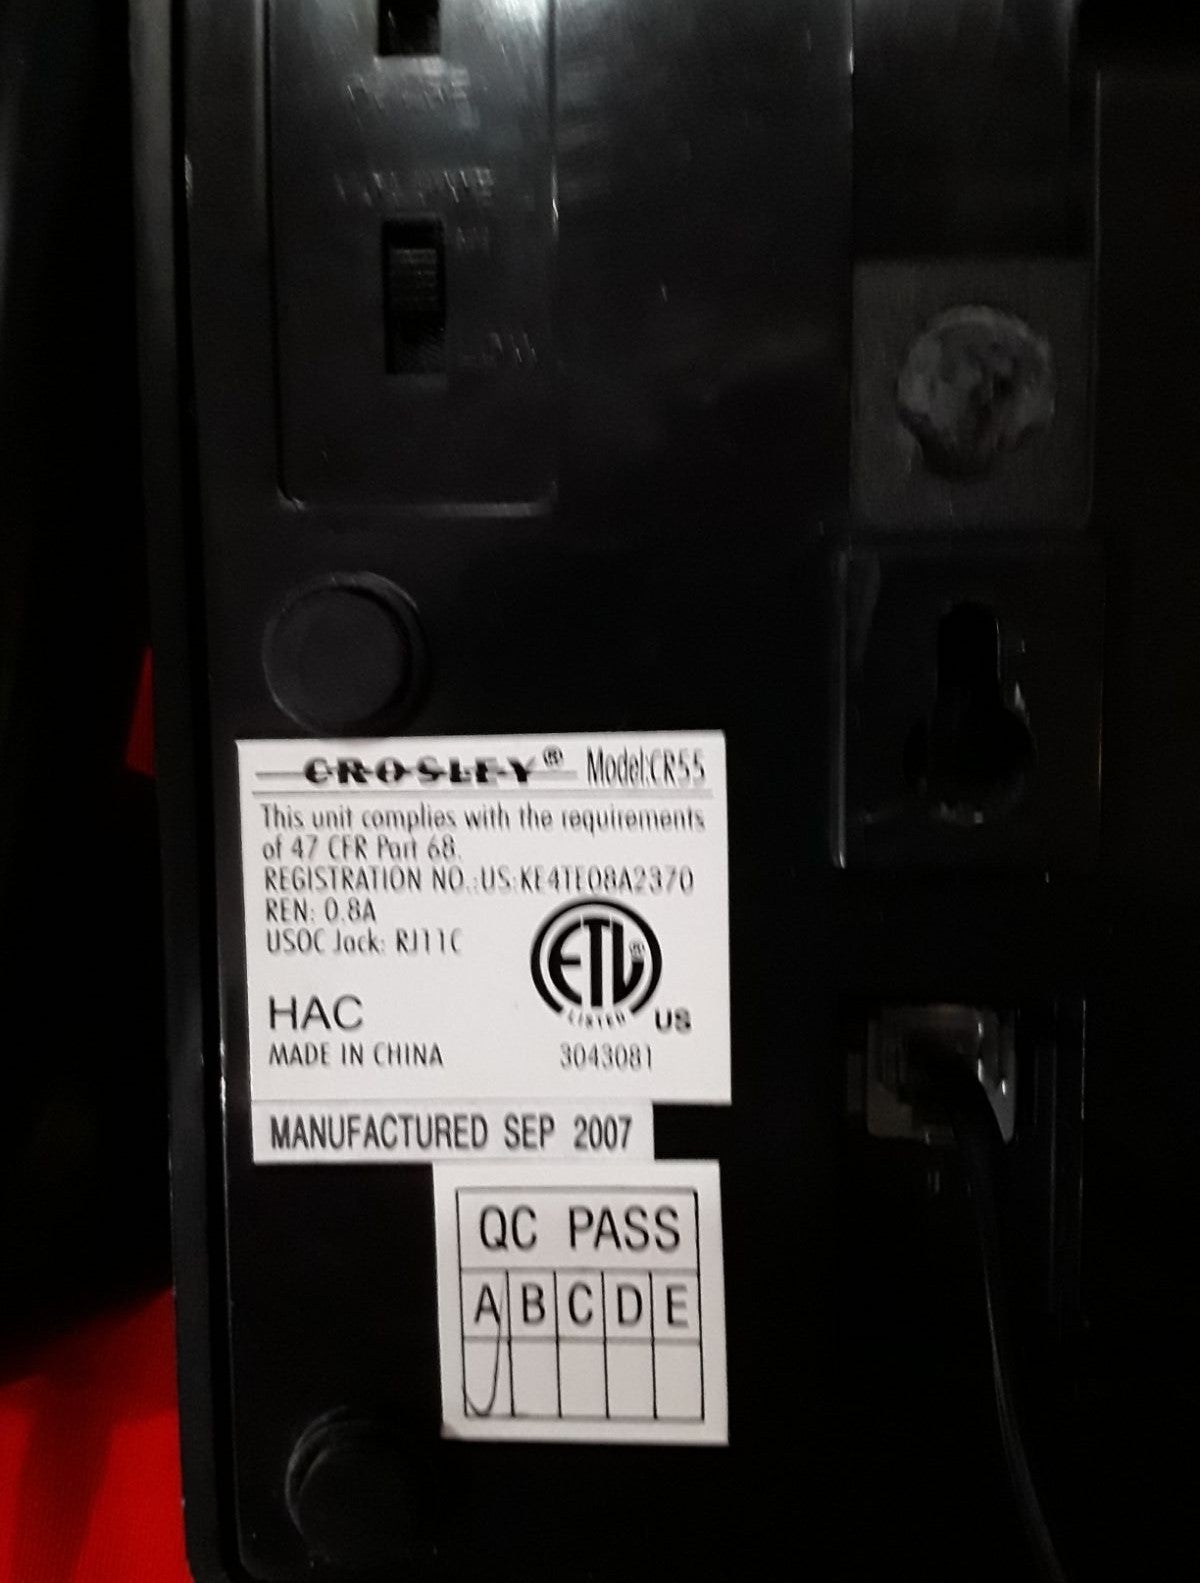 CROSLEY® Model:CR55
This unit complies with the requirements
of 47 CFR Part 68.
REGISTRATION NO.:US:KE4TE08A2370
REN: 0.8A
USOC Jack: RJ11C
ETL®
LISTED US
HAC
MADE IN CHINA 3043081
MANUFACTURED SEP 2007
QC PASS
A B C D E